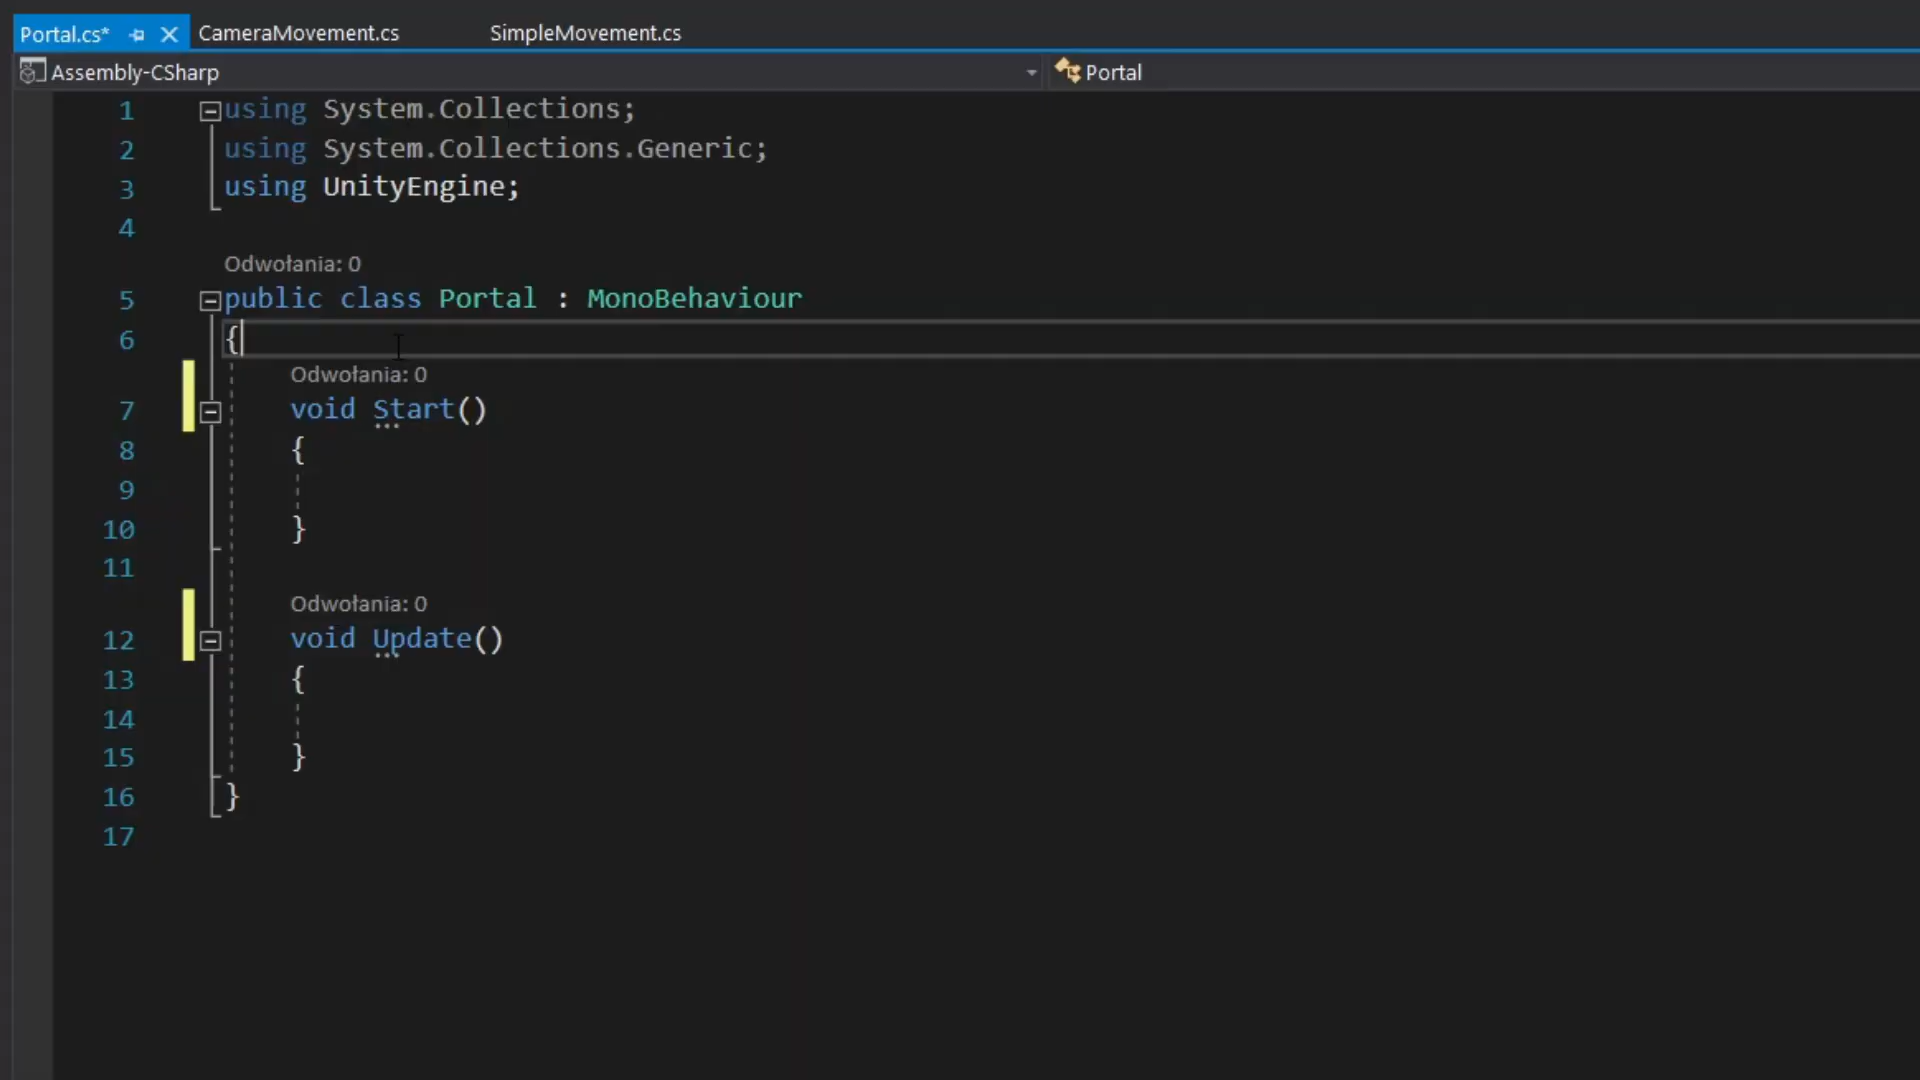 Portal.cs* CameraMovement.cs SimpleMovement.cs
Assembly-CSharp Portal
1 using System.Collections;
2 using System.Collections.Generic;
3 using UnityEngine;
4
Odwołania: 0
5 public class Portal : MonoBehaviour
6 {
Odwołania: 0
7 void Start()
8 {
9
10 }
11
Odwołania: 0
12 void Update()
13 {
14
15 }
16 }
17